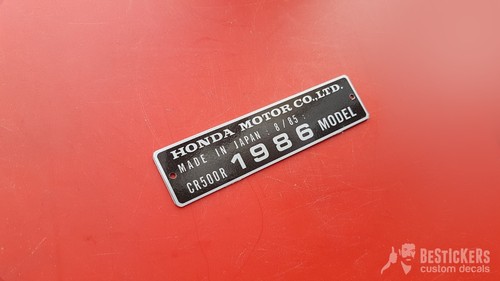 HONDA MOTOR CO.,LTD.
MADE IN JAPAN : 8/85 :
CR500R 1986 MODEL
BESTICKERS
custom decals